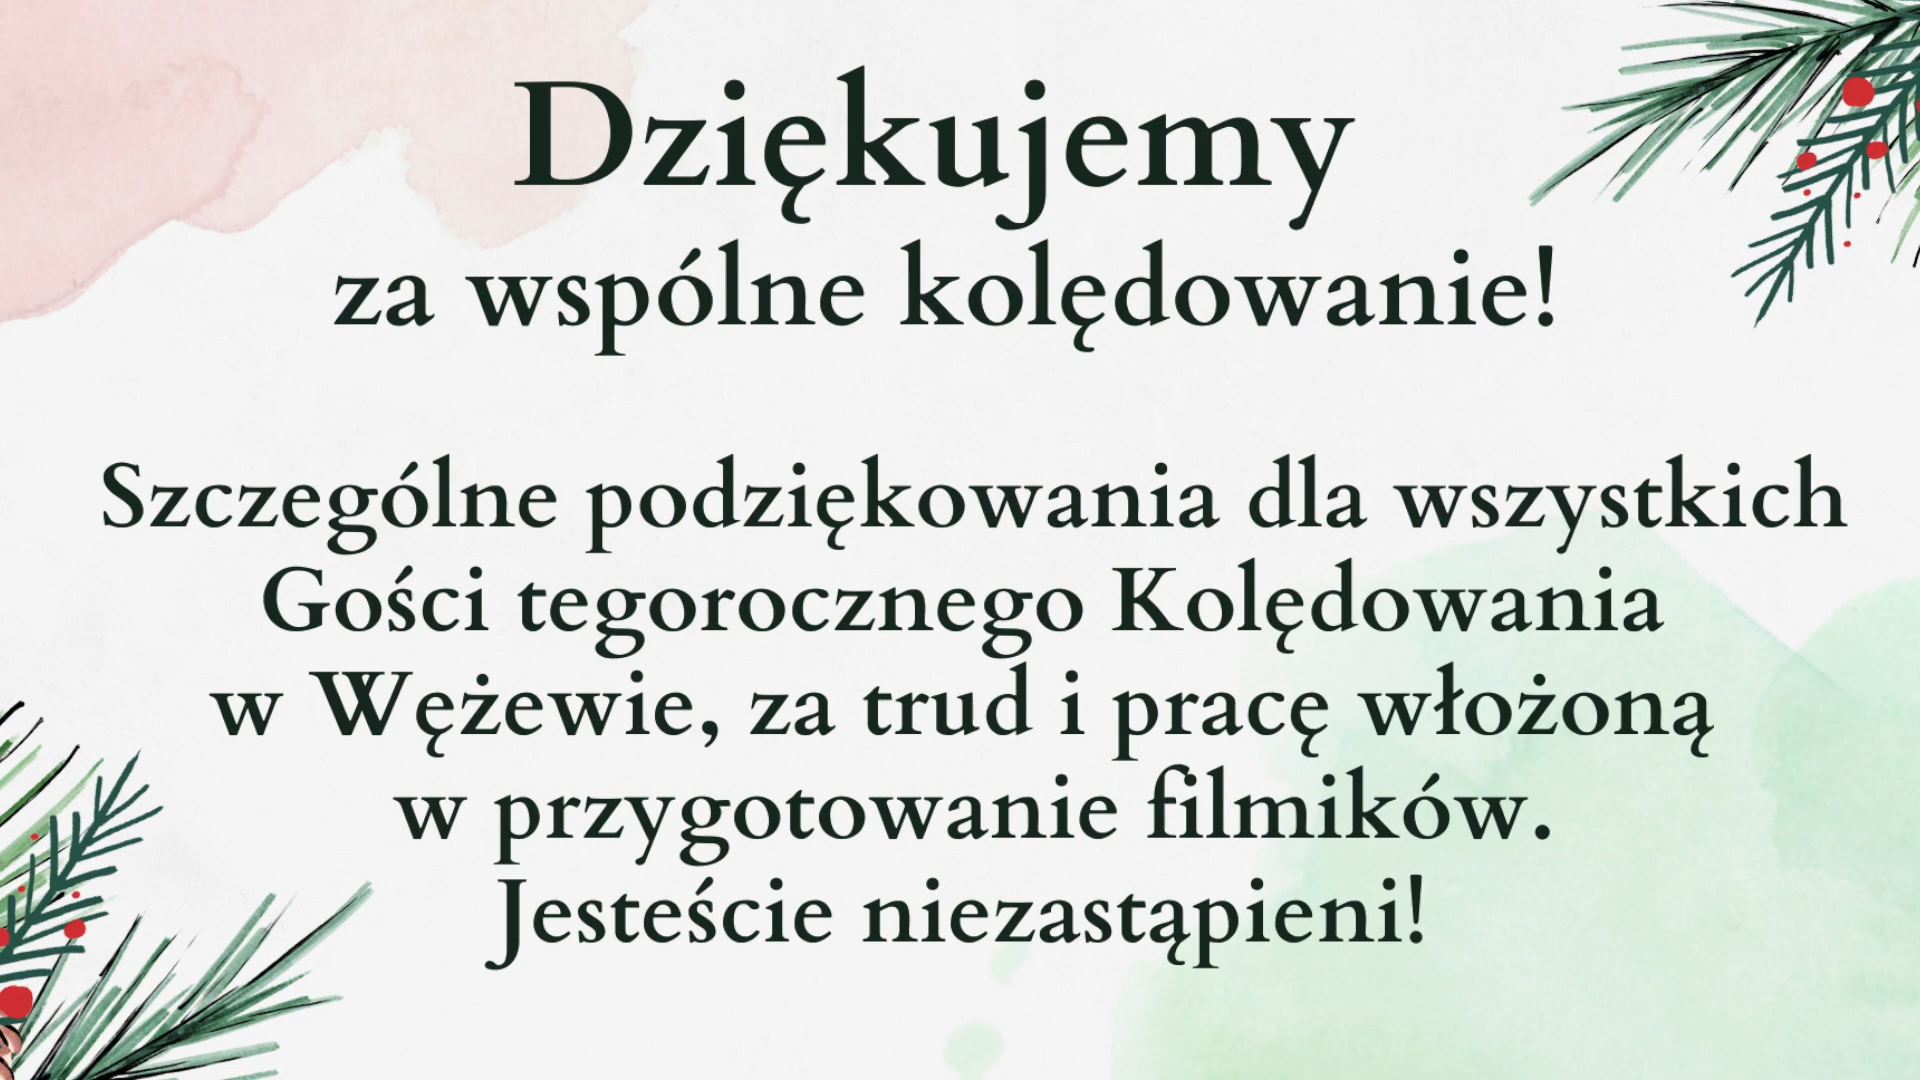 Dziękujemy
za wspólne kolędowanie!
Szczególne podziękowania dla wszystkich
Gości tegorocznego Kolędowania
w Wężewie, za trud i pracę włożoną
w przygotowanie filmików.
Jesteście niezastąpieni!